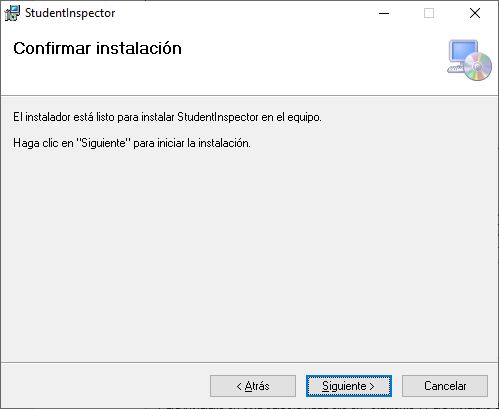 StudentInspector
Confirmar instalación
El instalador está listo para instalar StudentInspector en el equipo.
Haga clic en "Siguiente" para iniciar la instalación.
< Atrás
Siguiente >
Cancelar